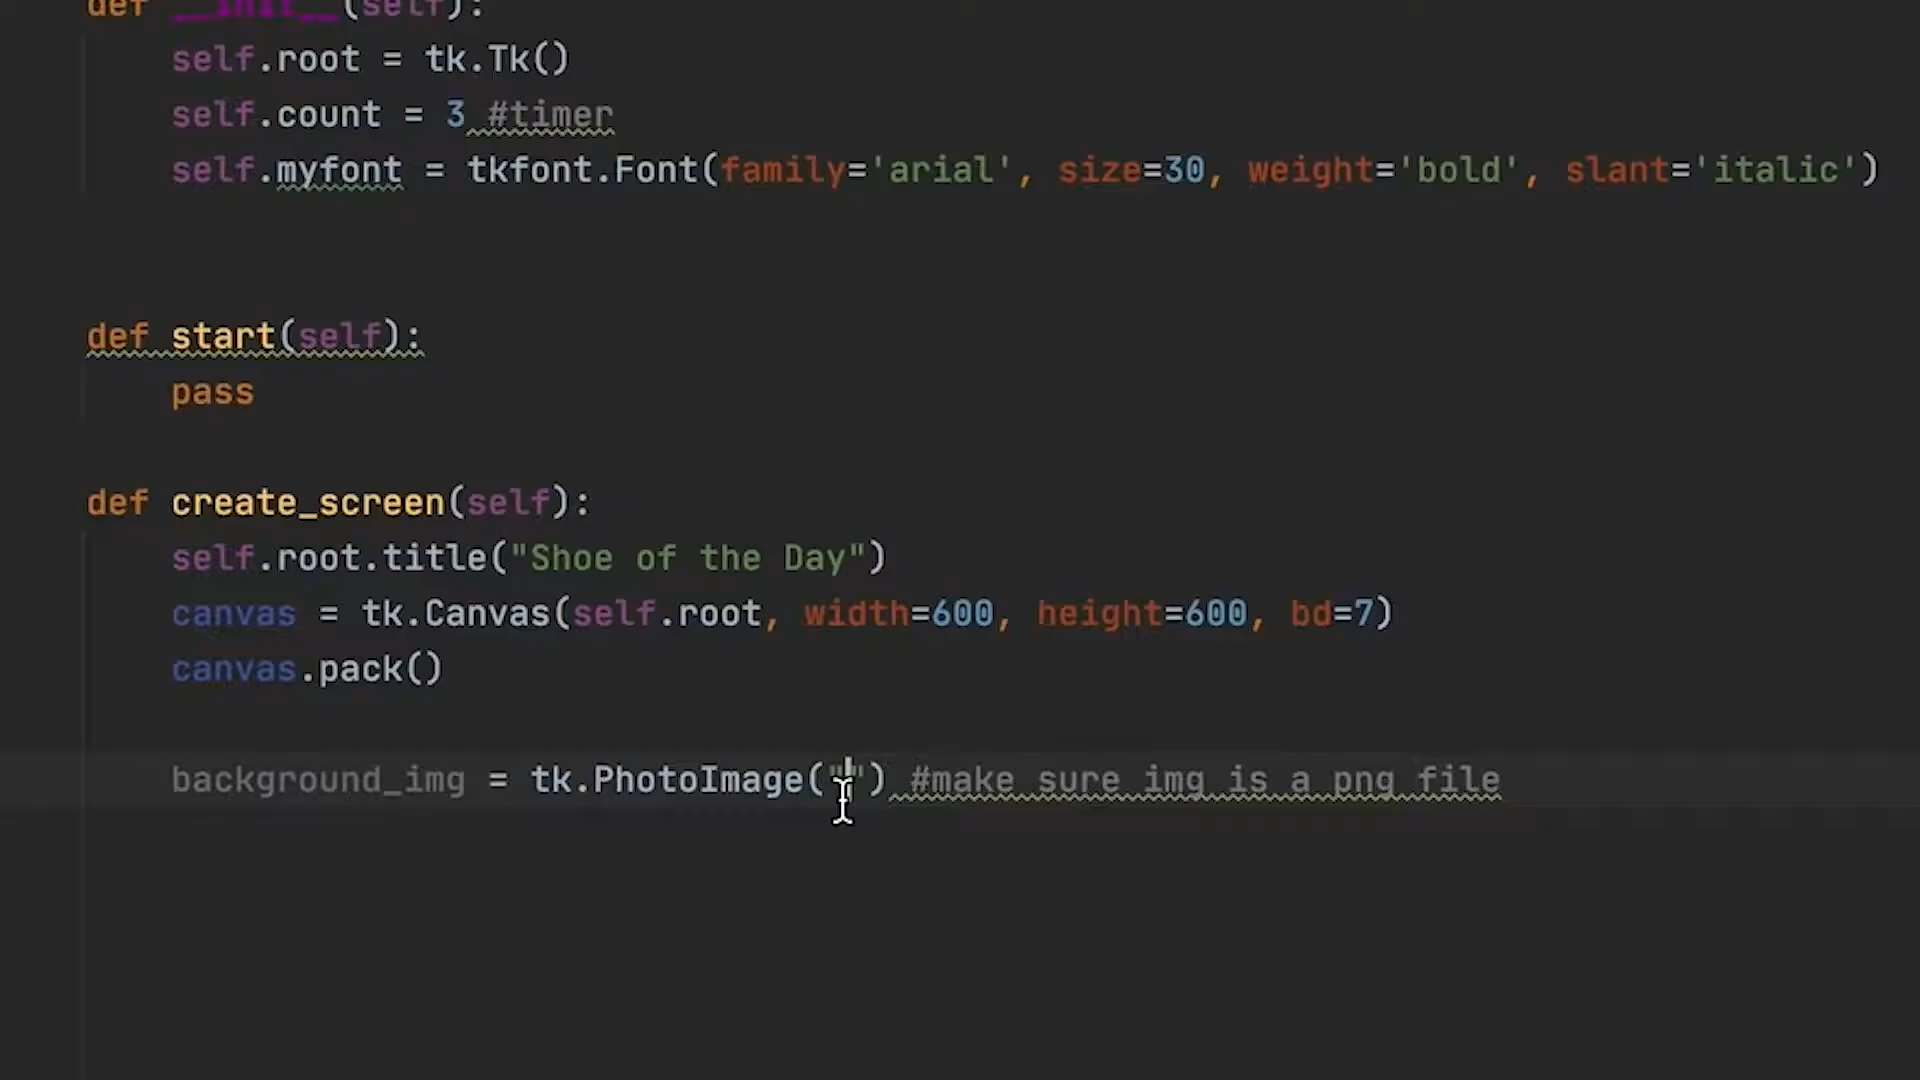 def __init__(self):
self.root = tk.Tk()
self.count = 3 #timer
self.myfont = tkfont.Font(family='arial', size=30, weight='bold', slant='italic')
def start(self):
pass
def create_screen(self):
self.root.title("Shoe of the Day")
canvas = tk.Canvas(self.root, width=600, height=600, bd=7)
canvas.pack()
background_img = tk.PhotoImage("") #make sure img is a png file